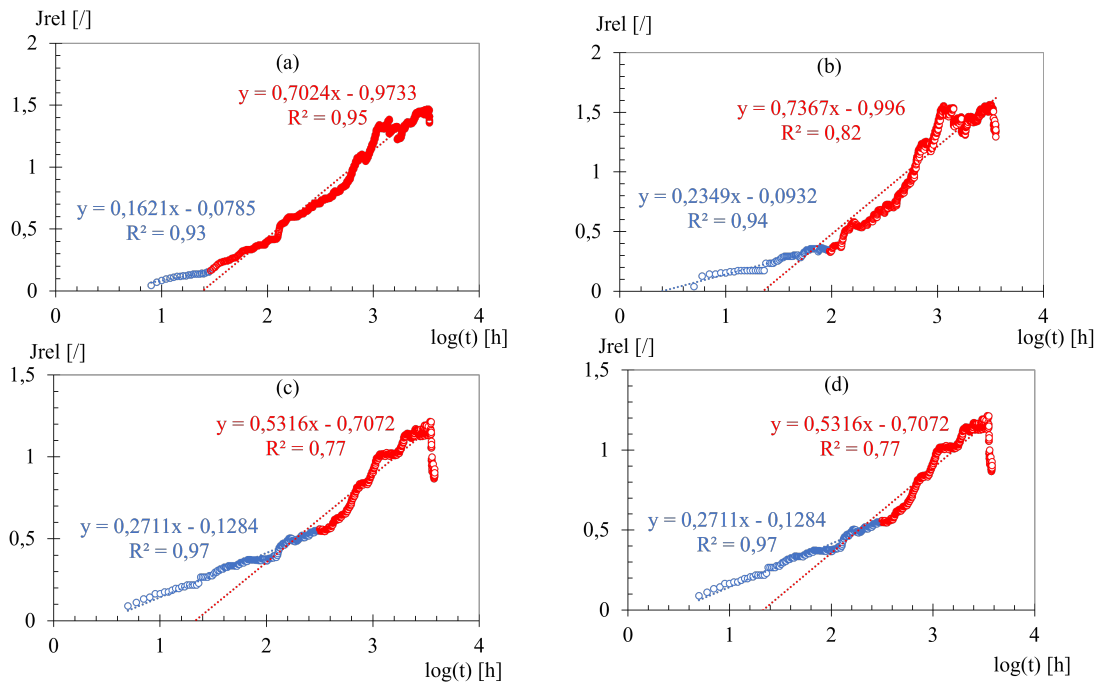 Jrel [/]
2
(a)
y = 0,7024x - 0,9733
R² = 0,95
1,5
1
y = 0,1621x - 0,0785
R² = 0,93
0,5
0
0 1 2 3 4
log(t) [h]
Jrel [/]
2
(b)
y = 0,7367x - 0,996
R² = 0,82
1,5
1
y = 0,2349x - 0,0932
R² = 0,94
0,5
0
0 1 2 3 4
log(t) [h]
Jrel [/]
1,5
(c)
y = 0,5316x - 0,7072
R² = 0,77
1
y = 0,2711x - 0,1284
R² = 0,97
0,5
0
0 1 2 3 4
log(t) [h]
Jrel [/]
1,5
(d)
y = 0,5316x - 0,7072
R² = 0,77
1
y = 0,2711x - 0,1284
R² = 0,97
0,5
0
0 1 2 3 4
log(t) [h]